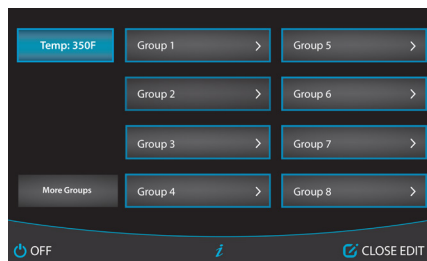 Temp: 350F
Group 1 >
Group 5 >
Group 2 >
Group 6 >
Group 3 >
Group 7 >
More Groups
Group 4 >
Group 8 >
OFF
i
CLOSE EDIT